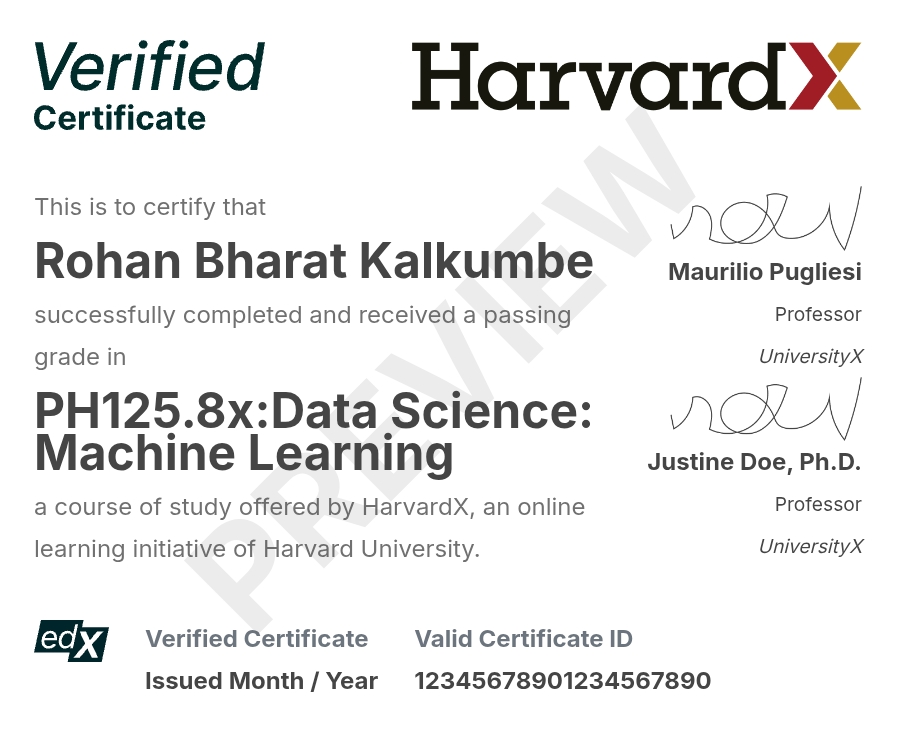 Verified
Certificate
HarvardX
This is to certify that
Rohan Bharat Kalkumbe
successfully completed and received a passing
grade in
PH125.8x:Data Science:
Machine Learning
a course of study offered by HarvardX, an online
learning initiative of Harvard University.
Maurilio Pugliesi
Professor
UniversityX
Justine Doe, Ph.D.
Professor
UniversityX
PREVIEW
edX
Verified Certificate
Issued Month / Year
Valid Certificate ID
12345678901234567890